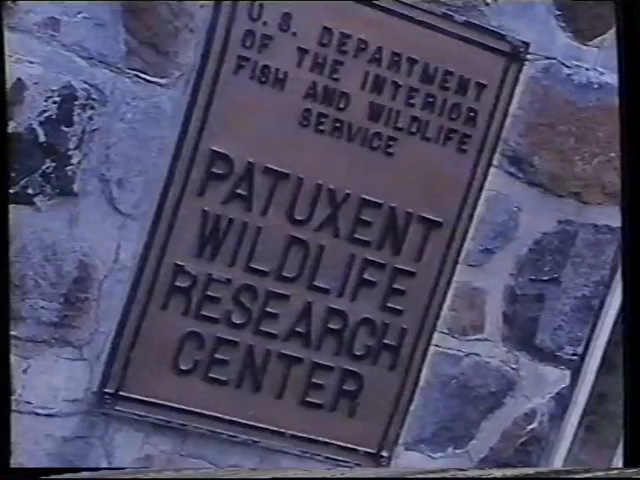 U. S. DEPARTMENT
OF THE INTERIOR
FISH AND WILDLIFE
SERVICE
PATUXENT
WILDLIFE
RESEARCH
CENTER